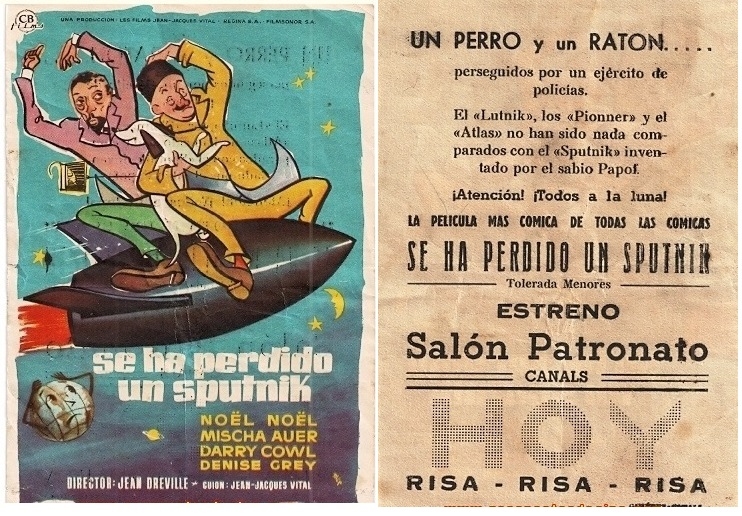 CB
Films
UNA PRODUCCION: LES FILMS JEAN-JACQUES VITAL - REGINA S.A. - FILMSONOR S.A.
se ha perdido
un sputnik
NOËL NOËL
MISCHA AUER
DARRY COWL
DENISE GREY
DIRECTOR: JEAN DREVILLE - GUION: JEAN-JACQUES VITAL
UN PERRO y un RATON.....
perseguidos por un ejército de
policías.
El «Lutnik», los «Pionner» y el
«Atlas» no han sido nada com-
parados con el «Sputnik» inven-
tado por el sabio Papof.
¡Atención! ¡Todos a la luna!
LA PELICULA MAS COMICA DE TODAS LAS COMICAS
SE HA PERDIDO UN SPUTNIK
Tolerada Menores
ESTRENO
Salón Patronato
CANALS
HOY
RISA - RISA - RISA